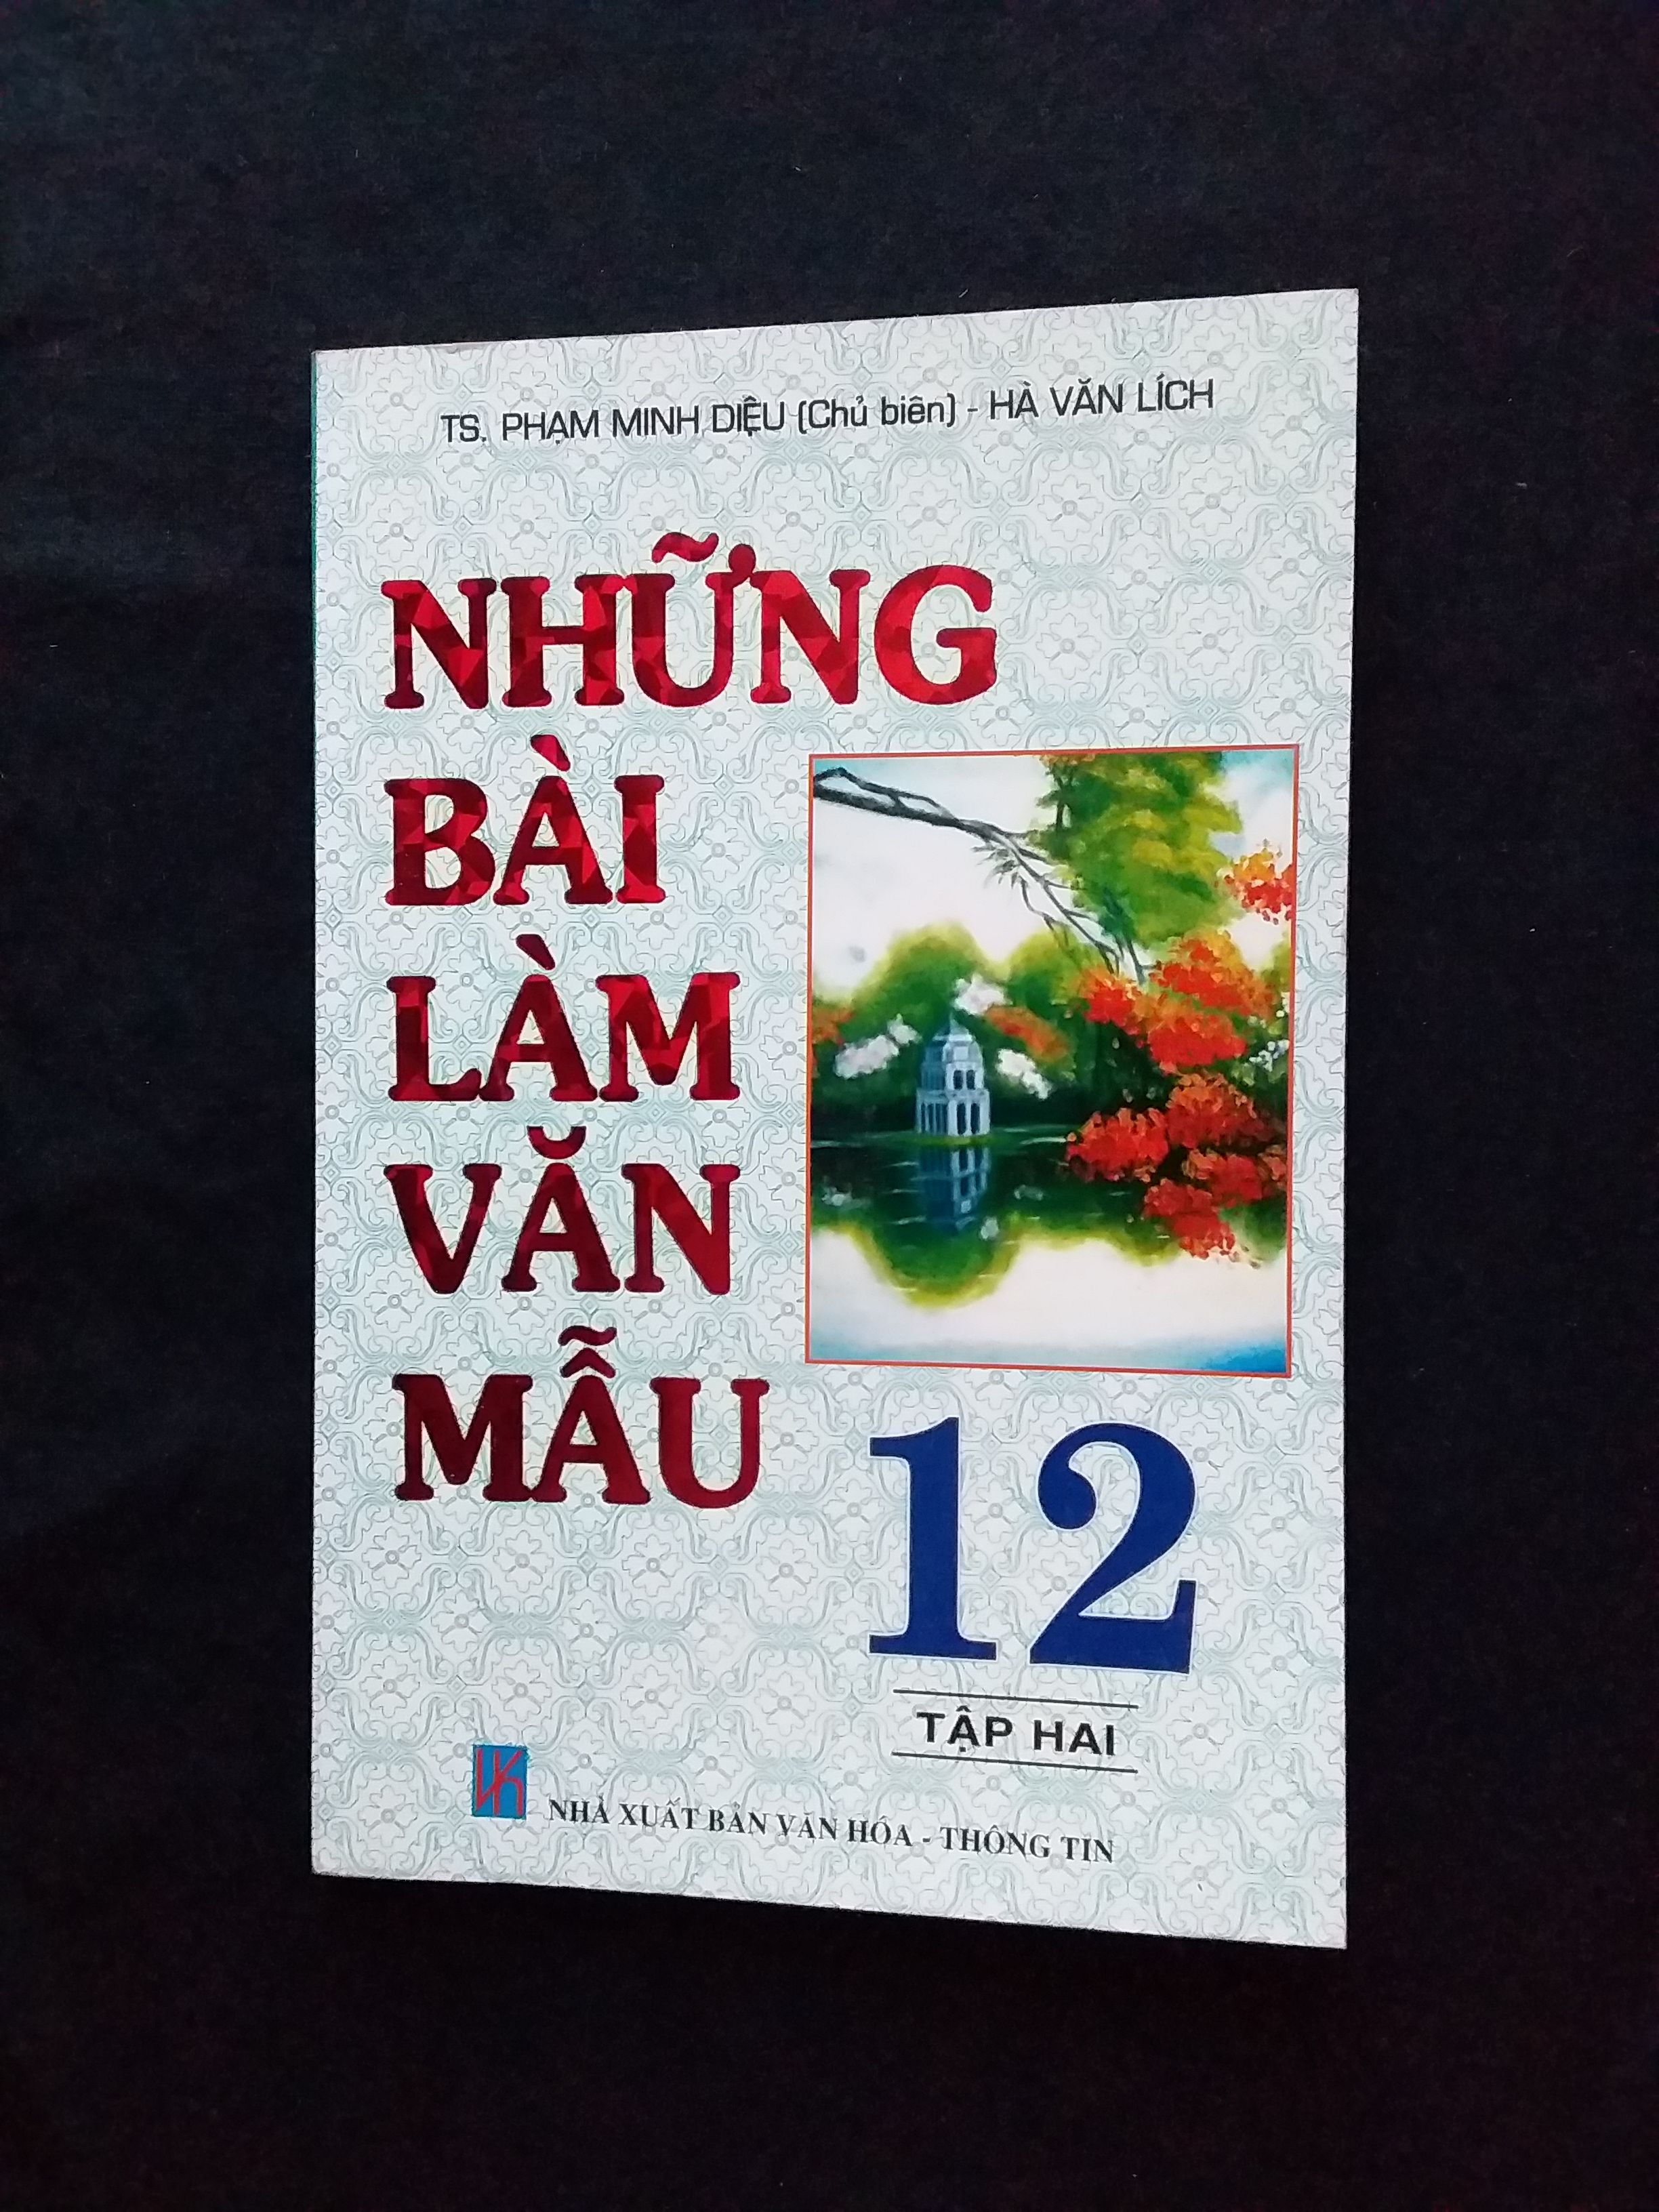 TS. PHẠM MINH DIỆU (Chủ biên) - HÀ VĂN LÍCH
NHỮNG
BÀI
LÀM
VĂN
MẪU
12
TẬP HAI
NHÀ XUẤT BẢN VĂN HÓA - THÔNG TIN